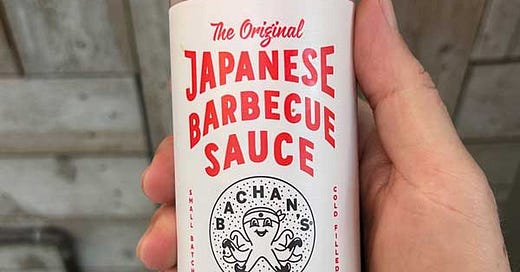 The Original
JAPANESE
BARBECUE
SAUCE
BACHAN'S
SMALL BATCH
COLD FILLED